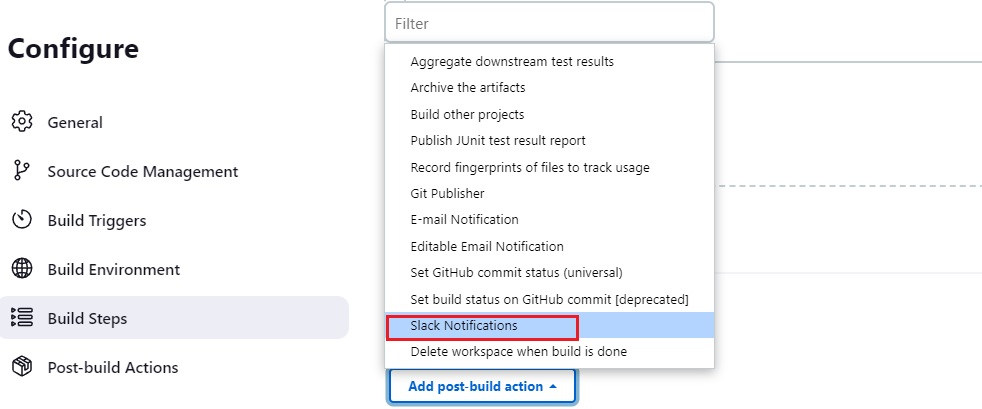 Configure
General
Source Code Management
Build Triggers
Build Environment
Build Steps
Post-build Actions
Filter
Aggregate downstream test results
Archive the artifacts
Build other projects
Publish JUnit test result report
Record fingerprints of files to track usage
Git Publisher
E-mail Notification
Editable Email Notification
Set GitHub commit status (universal)
Set build status on GitHub commit [deprecated]
Slack Notifications
Delete workspace when build is done
Add post-build action